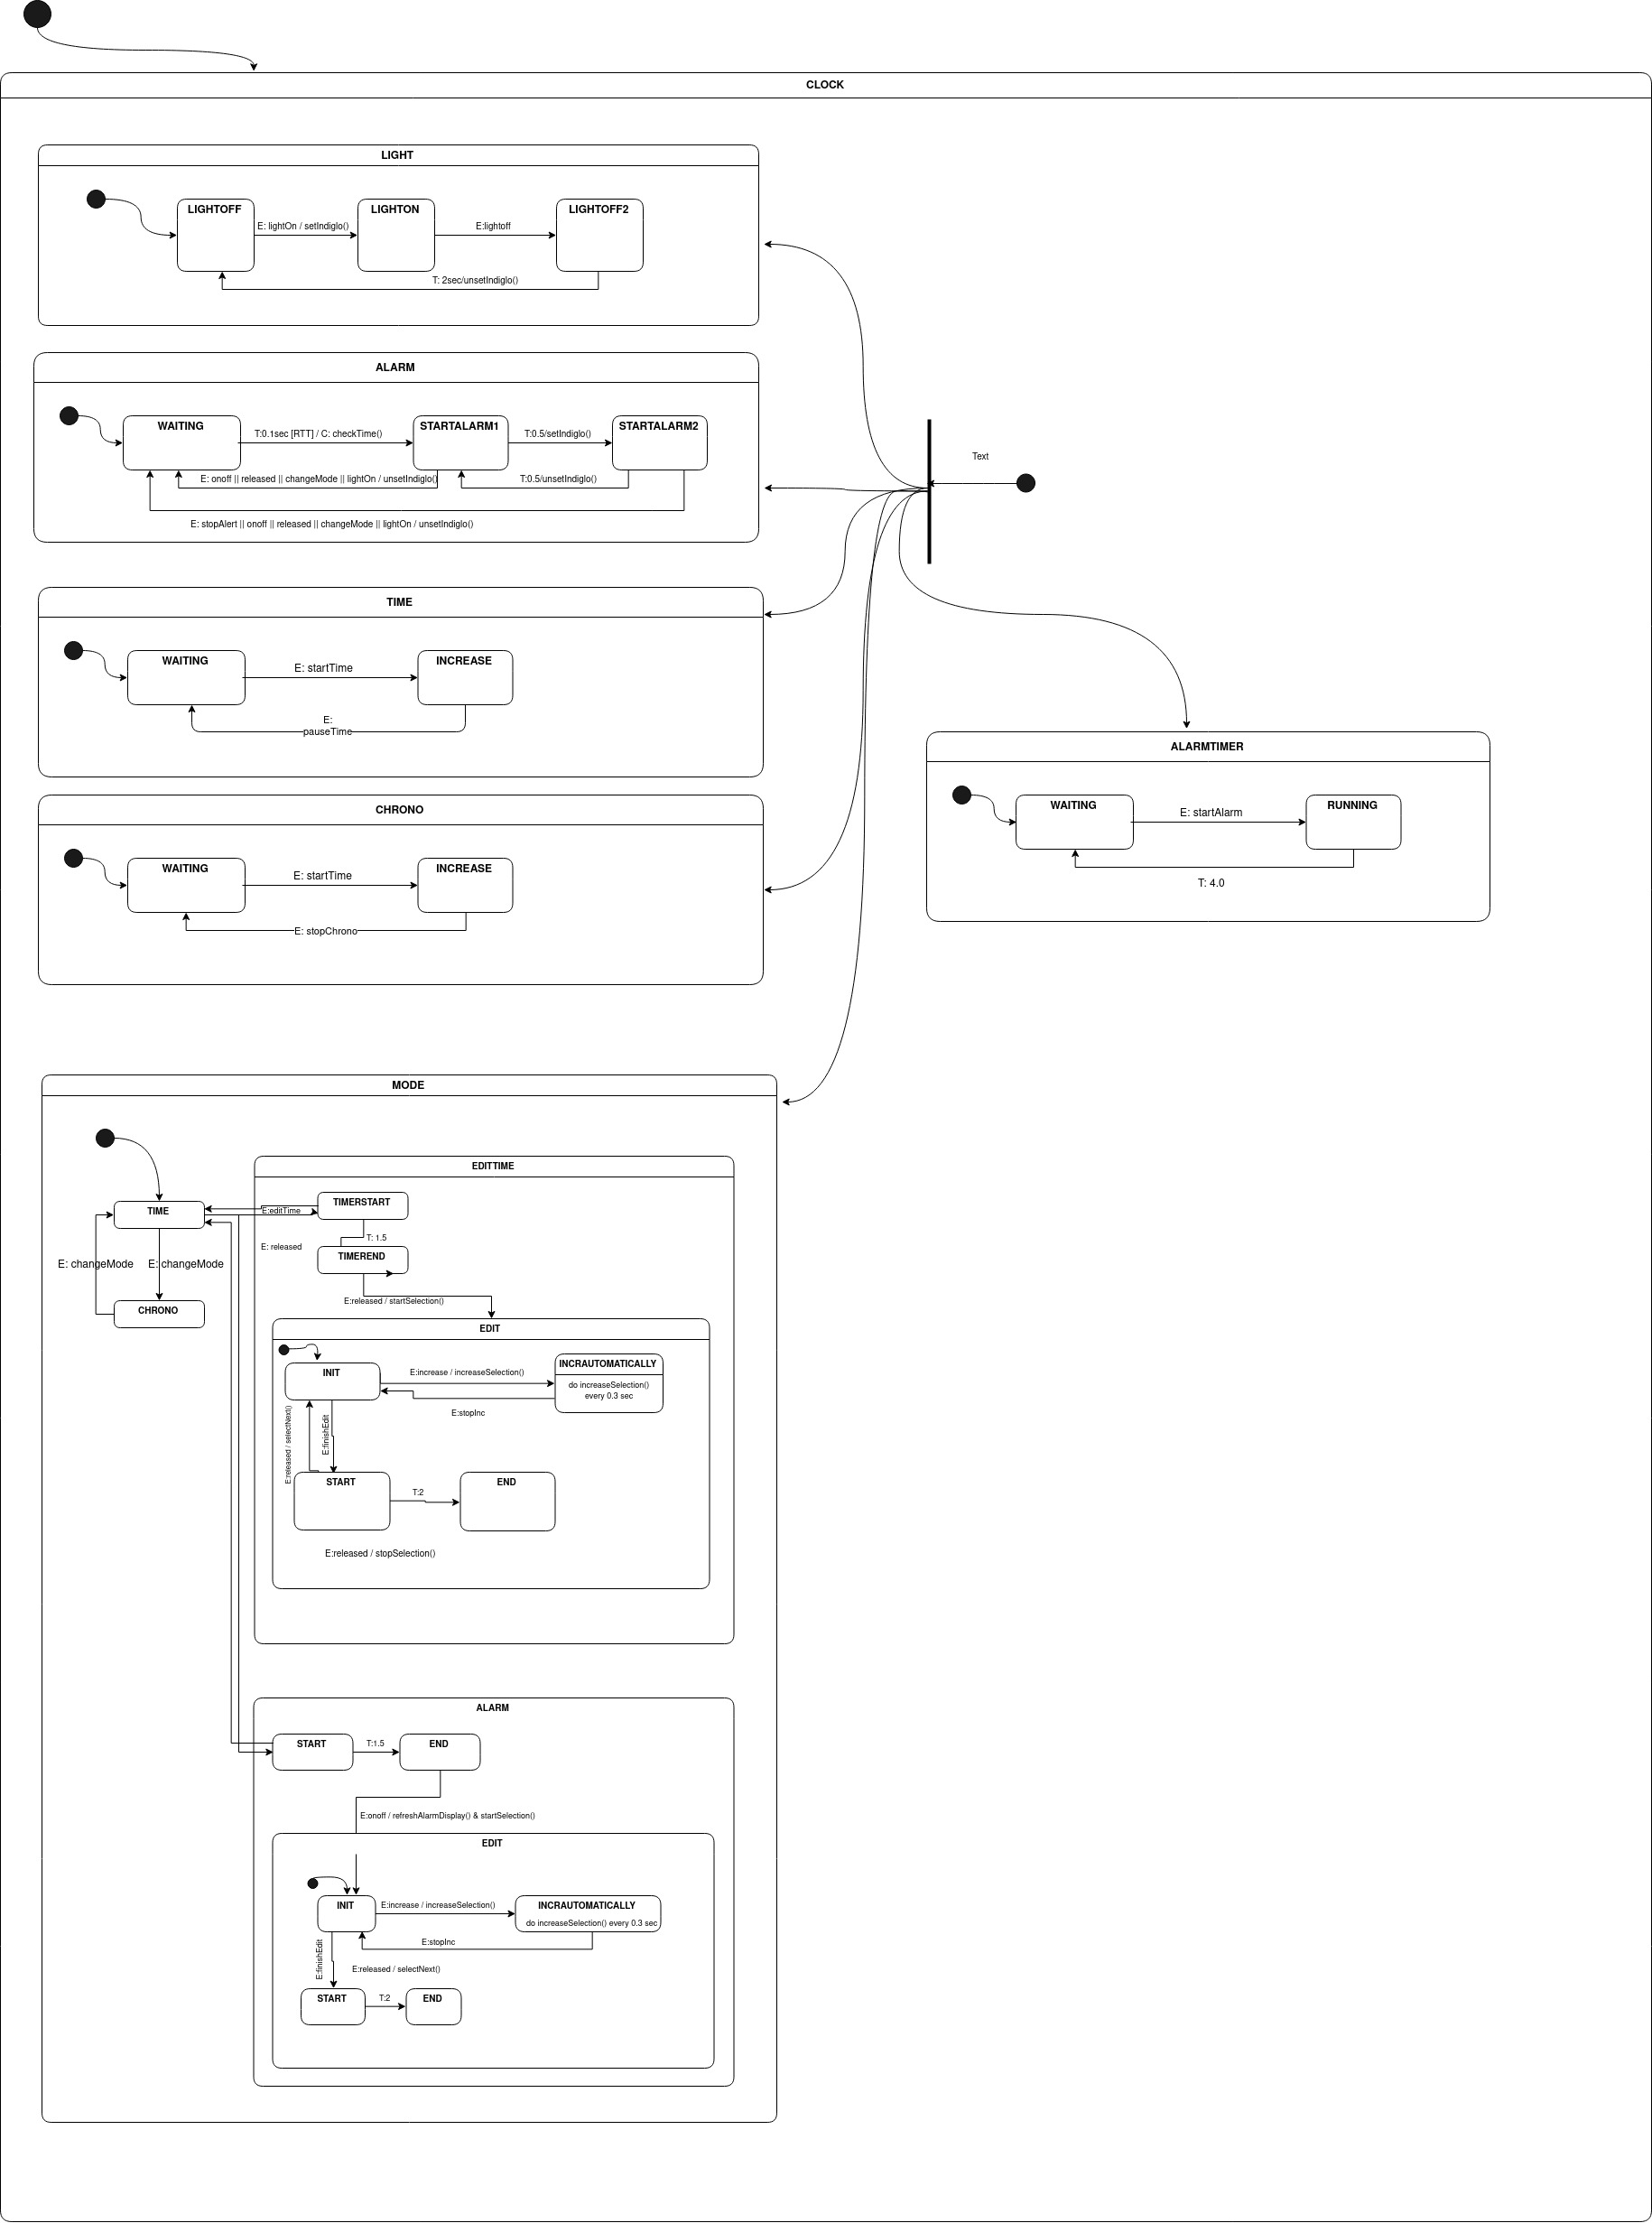 CLOCK
LIGHT
LIGHTOFF
LIGHTON
LIGHTOFF2
E: lightOn / setIndiglo()
E:lightoff
T: 2sec/unsetIndiglo()
ALARM
WAITING
STARTALARM1
STARTALARM2
T:0.1sec [RTT] / C: checkTime()
T:0.5/setIndiglo()
E: onoff || released || changeMode || lightOn / unsetIndiglo()
T:0.5/unsetIndiglo()
E: stopAlert || onoff || released || changeMode || lightOn / unsetIndiglo()
Text
TIME
WAITING
INCREASE
E: startTime
E:
pauseTime
ALARMTIMER
WAITING
RUNNING
E: startAlarm
T: 4.0
CHRONO
WAITING
INCREASE
E: startTime
E: stopChrono
MODE
TIME
E: changeMode
E: changeMode
CHRONO
EDITTIME
TIMERSTART
E:editTime
T: 1.5
E: released
TIMEREND
E:released / startSelection()
EDIT
INIT
E:increase / increaseSelection()
INCRAUTOMATICALLY
do increaseSelection()
every 0.3 sec
E:stopInc
E:released / selectNext()
E:finishEdit
START
T:2
END
E:released / stopSelection()
ALARM
START
T:1.5
END
E:onoff / refreshAlarmDisplay() & startSelection()
EDIT
INIT
E:increase / increaseSelection()
INCRAUTOMATICALLY
do increaseSelection() every 0.3 sec
E:stopInc
E:finishEdit
E:released / selectNext()
START
T:2
END